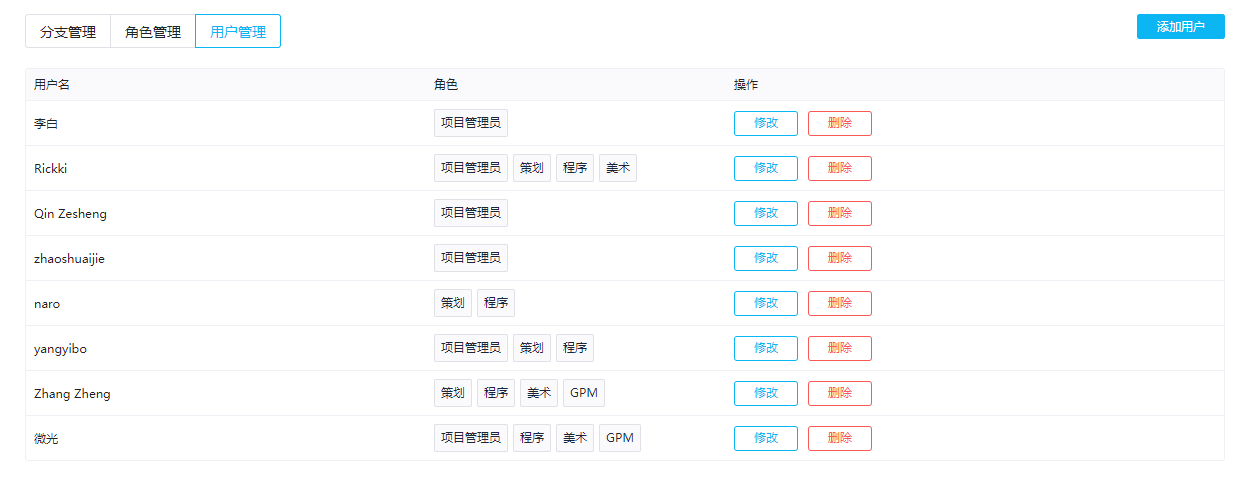 分支管理 角色管理 用户管理 添加用户
用户名 角色 操作
李白 项目管理员 修改 删除
Rickki 项目管理员 策划 程序 美术 修改 删除
Qin Zesheng 项目管理员 修改 删除
zhaoshuaijie 项目管理员 修改 删除
naro 策划 程序 修改 删除
yangyibo 项目管理员 策划 程序 修改 删除
Zhang Zheng 策划 程序 美术 GPM 修改 删除
微光 项目管理员 程序 美术 GPM 修改 删除